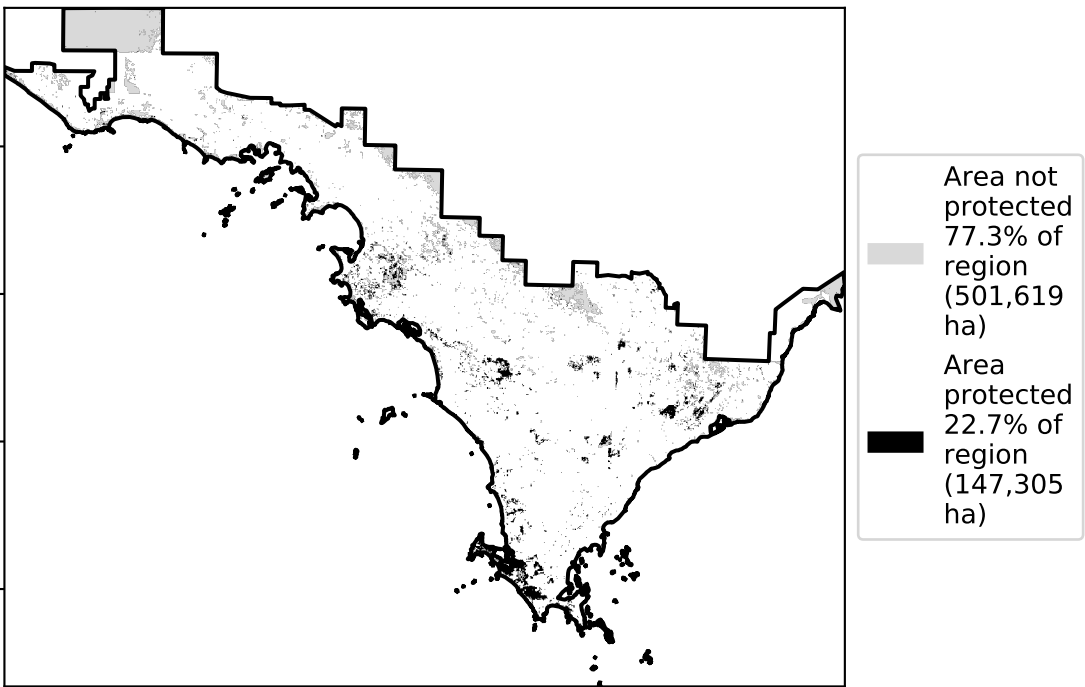 Area not
protected
77.3% of
region
(501,619
ha)
Area
protected
22.7% of
region
(147,305
ha)